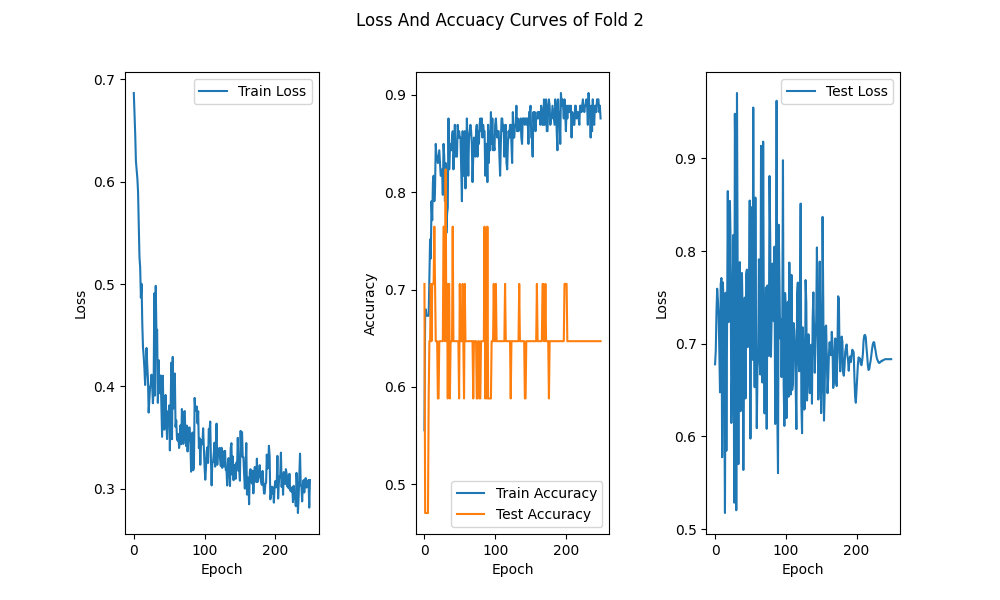 Loss And Accuacy Curves of Fold 2
Train Loss
Loss
0.7
0.6
0.5
0.4
0.3
0 100 200
Epoch
Accuracy
0.9
0.8
0.7
0.6
0.5
Train Accuracy
Test Accuracy
0 100 200
Epoch
Test Loss
Loss
0.9
0.8
0.7
0.6
0.5
0 100 200
Epoch